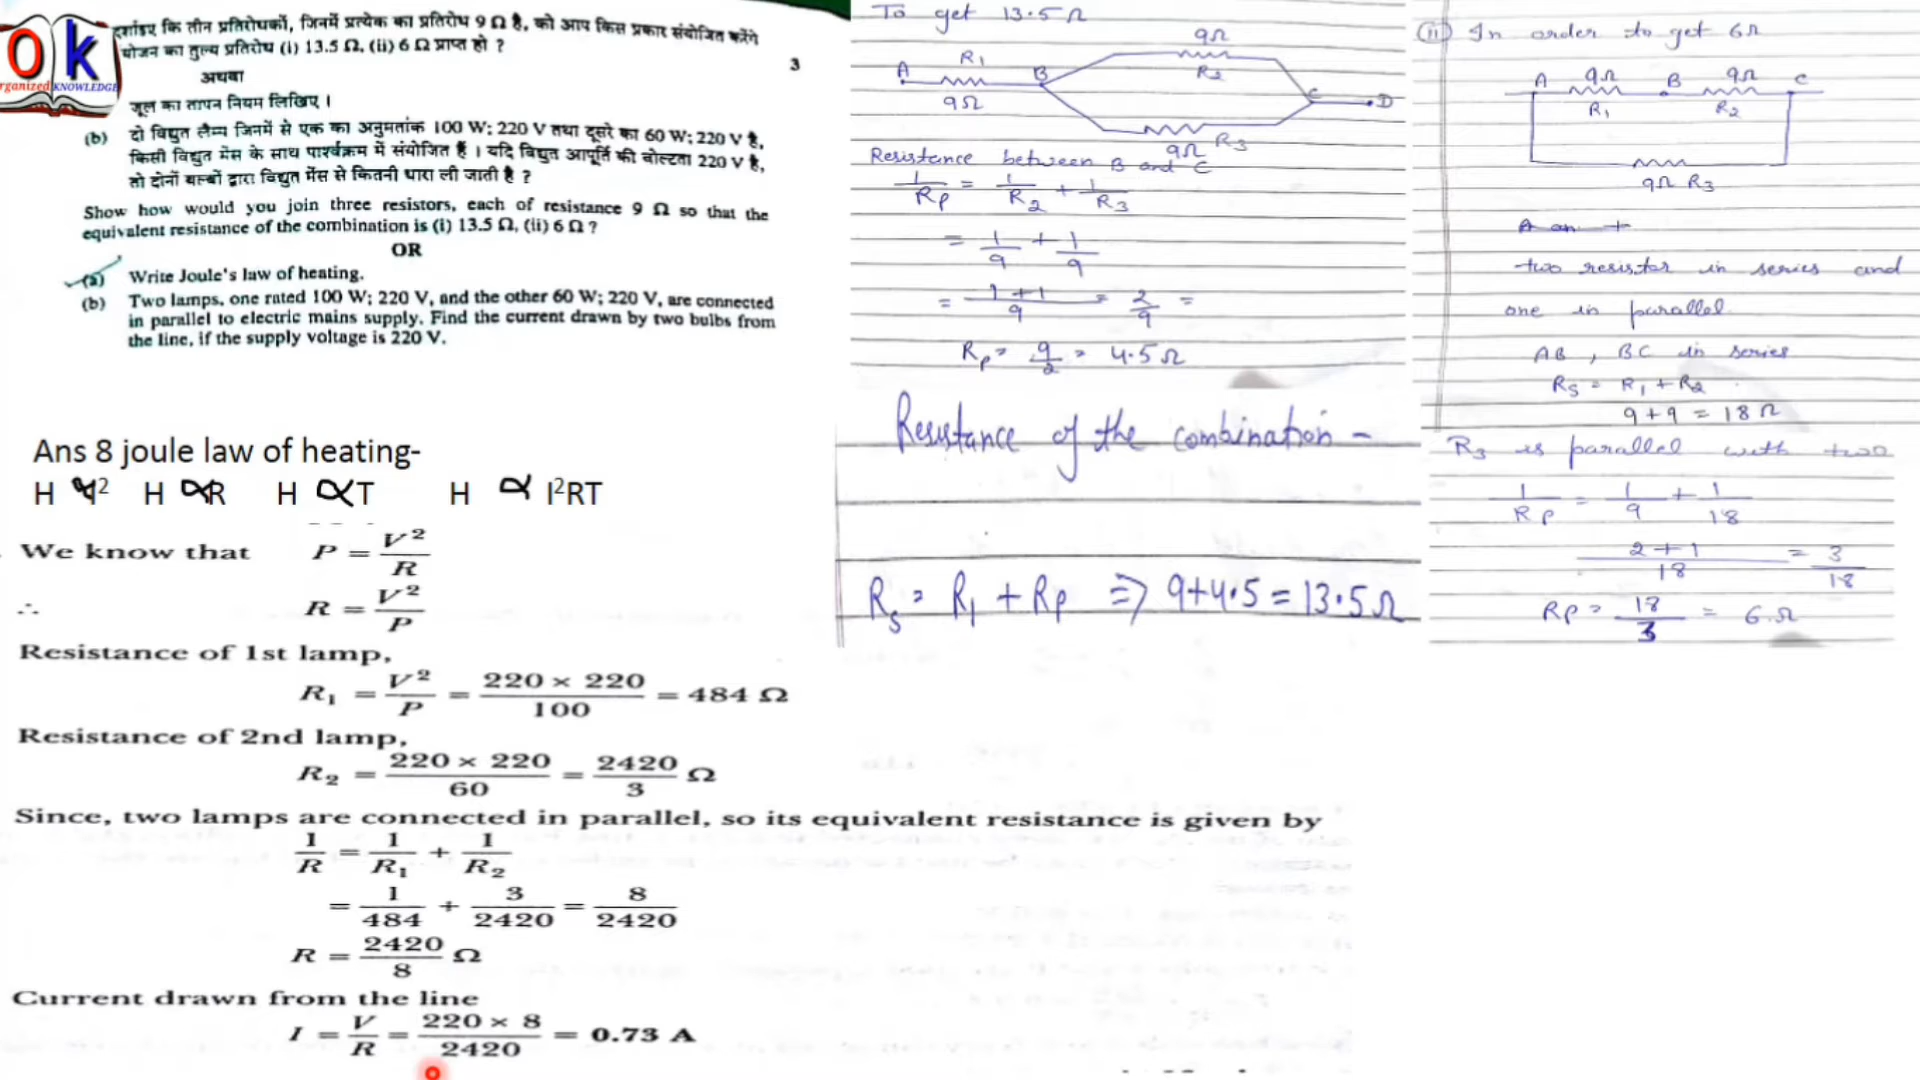 Ok
organized KNOWLEDGE
दर्शाइए कि तीन प्रतिरोधकों, जिनमें प्रत्येक का प्रतिरोध 9 Ω है, को आप किस प्रकार संयोजित करेंगे
योजन का तुल्य प्रतिरोध (i) 13.5 Ω, (ii) 6 Ω प्राप्त हो ?
3
अथवा
जूल का तापन नियम लिखिए ।
(b) दो विद्युत लैम्प जिनमें से एक का अनुमतांक 100 W; 220 V तथा दूसरे का 60 W; 220 V है,
किसी विद्युत मेंस के साथ पार्श्वक्रम में संयोजित हैं । यदि विद्युत आपूर्ति की वोल्टता 220 V है,
तो दोनों बल्बों द्वारा विद्युत मेंस से कितनी धारा ली जाती है ?
Show how would you join three resistors, each of resistance 9 Ω so that the
equivalent resistance of the combination is (i) 13.5 Ω, (ii) 6 Ω ?
OR
(a) Write Joule's law of heating.
(b) Two lamps, one rated 100 W; 220 V, and the other 60 W; 220 V, are connected
in parallel to electric mains supply. Find the current drawn by two bulbs from
the line, if the supply voltage is 220 V.
Ans 8 joule law of heating-
H ∝ I² H ∝ R H ∝ T H ∝ I²RT
We know that P = V²/R
∴ R = V²/P
Resistance of 1st lamp,
R₁ = V²/P = 220 × 220/100 = 484 Ω
Resistance of 2nd lamp,
R₂ = 220 × 220/60 = 2420/3 Ω
Since, two lamps are connected in parallel, so its equivalent resistance is given by
1/R = 1/R₁ + 1/R₂
= 1/484 + 3/2420 = 8/2420
R = 2420/8 Ω
Current drawn from the line
I = V/R = 220 × 8/2420 = 0.73 A
To get 13.5 Ω
9Ω
A R₁ B R₂ C D
9Ω
R₃
9Ω
Resistance between B and C
1/Rp = 1/R₂ + 1/R₃
= 1/9 + 1/9
= 1+1/9 = 2/9 =
Rp = 9/2 = 4.5 Ω
Resistance of the combination –
Rs = R₁ + Rp ⇒ 9+4.5 = 13.5Ω
(ii) In order to get 6Ω
A 9Ω B 9Ω C
R₁ R₂
9Ω R₃
two resistor in series and
one in parallel.
AB, BC in series
Rs = R₁ + R₂
9+9 = 18 Ω
R₃ is parallel with two
1/Rp = 1/9 + 1/18
2+1/18 = 3/18
Rp = 18/3 = 6Ω